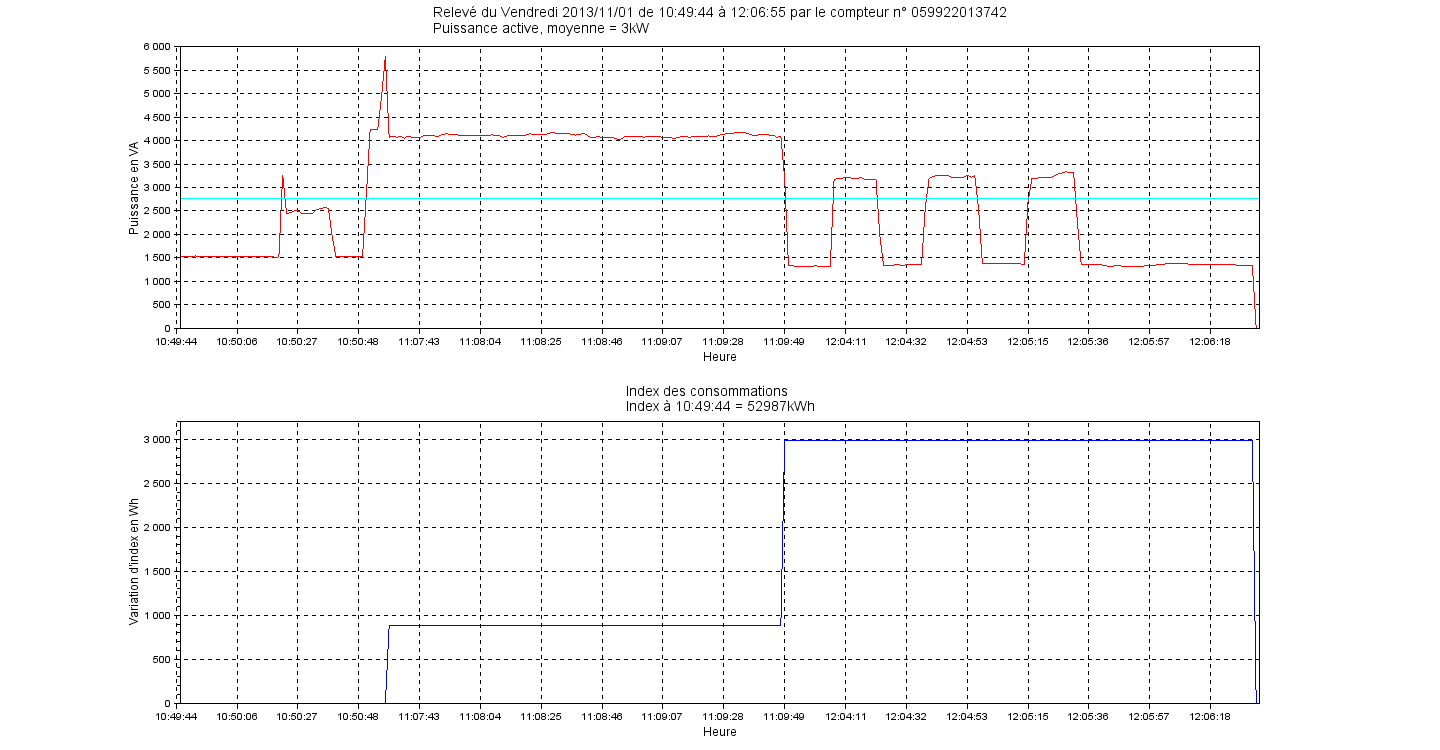 Relevé du Vendredi 2013/11/01 de 10:49:44 à 12:06:55 par le compteur n° 059922013742
Puissance active, moyenne = 3kW
Puissance en VA
6 000
5 500
5 000
4 500
4 000
3 500
3 000
2 500
2 000
1 500
1 000
500
0
10:49:44 10:50:06 10:50:27 10:50:48 11:07:43 11:08:04 11:08:25 11:08:46 11:09:07 11:09:28 11:09:49 12:04:11 12:04:32 12:04:53 12:05:15 12:05:36 12:05:57 12:06:18
Heure
Index des consommations
Index à 10:49:44 = 52987kWh
Variation d'index en Wh
3 000
2 500
2 000
1 500
1 000
500
0
10:49:44 10:50:06 10:50:27 10:50:48 11:07:43 11:08:04 11:08:25 11:08:46 11:09:07 11:09:28 11:09:49 12:04:11 12:04:32 12:04:53 12:05:15 12:05:36 12:05:57 12:06:18
Heure